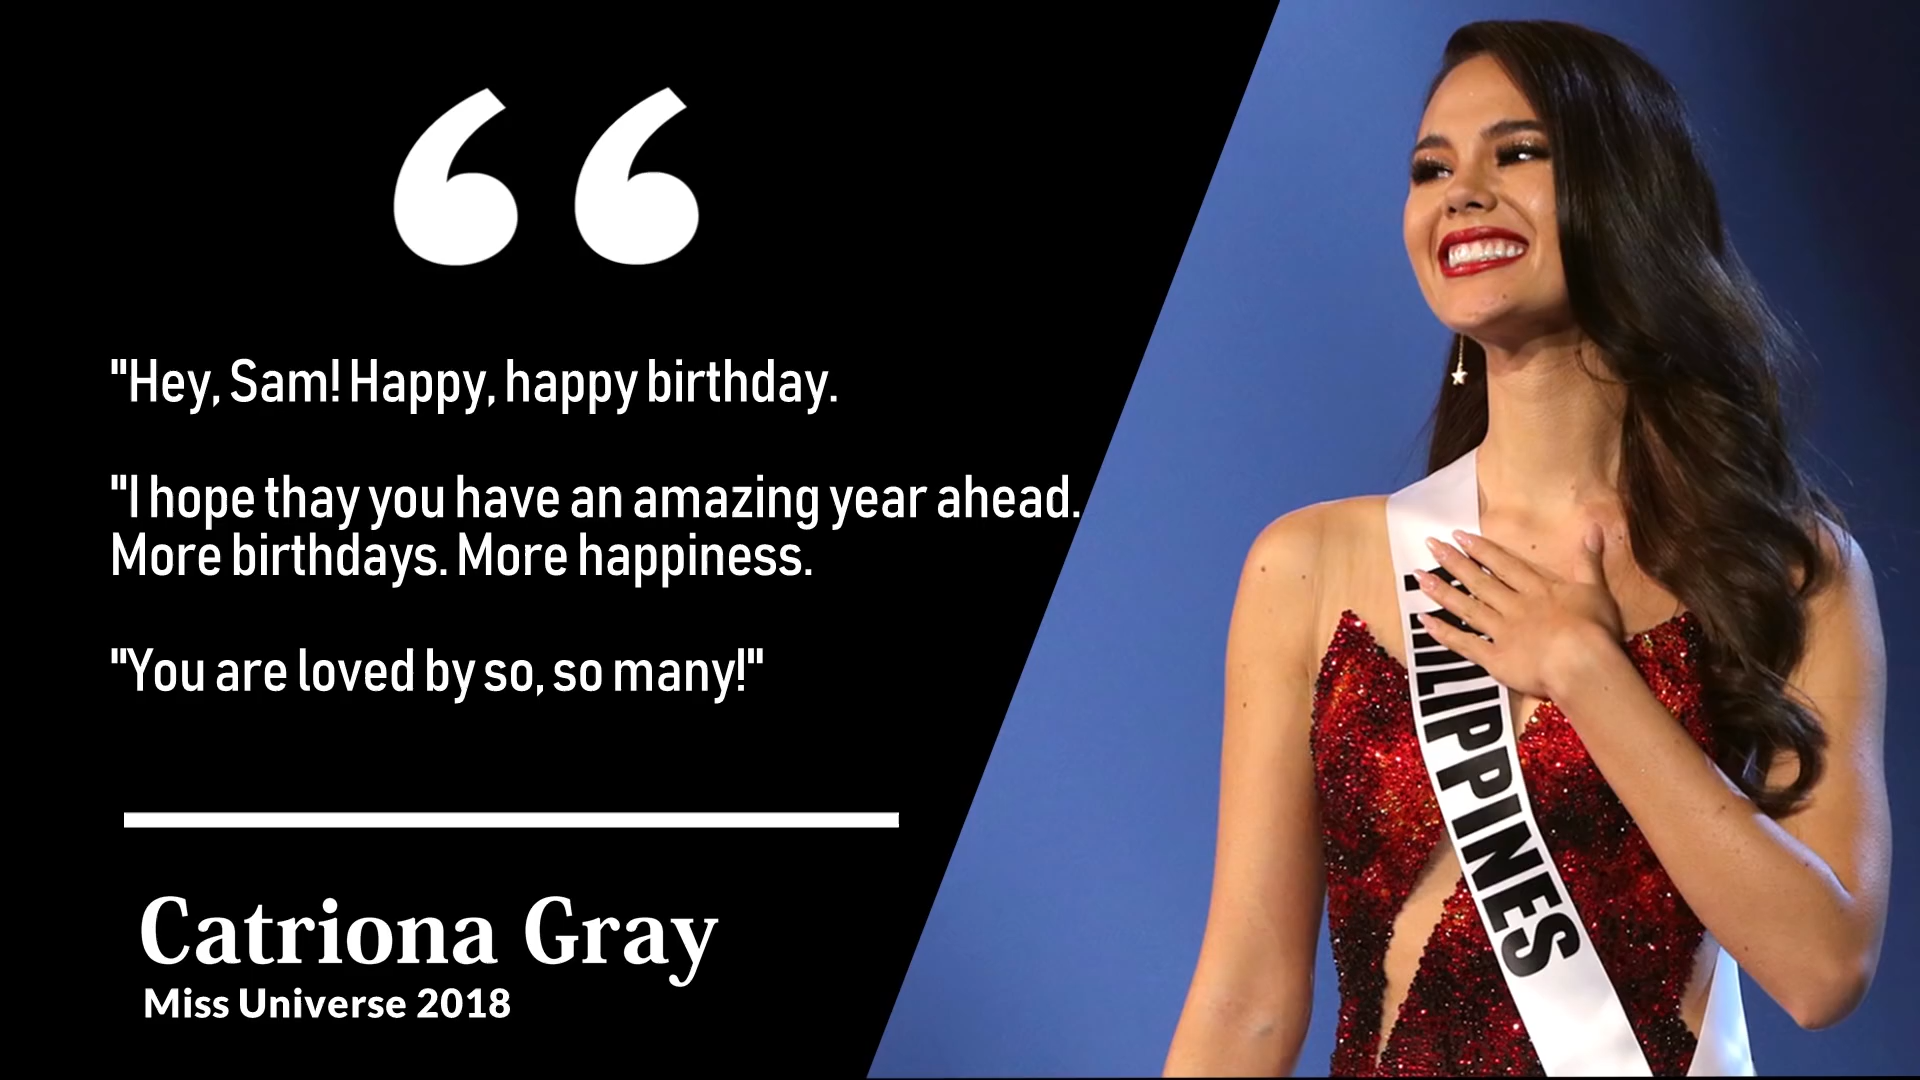 "Hey, Sam! Happy, happy birthday.
"I hope thay you have an amazing year ahead.
More birthdays. More happiness.
"You are loved by so, so many!"
Catriona Gray
Miss Universe 2018
PHILIPPINES